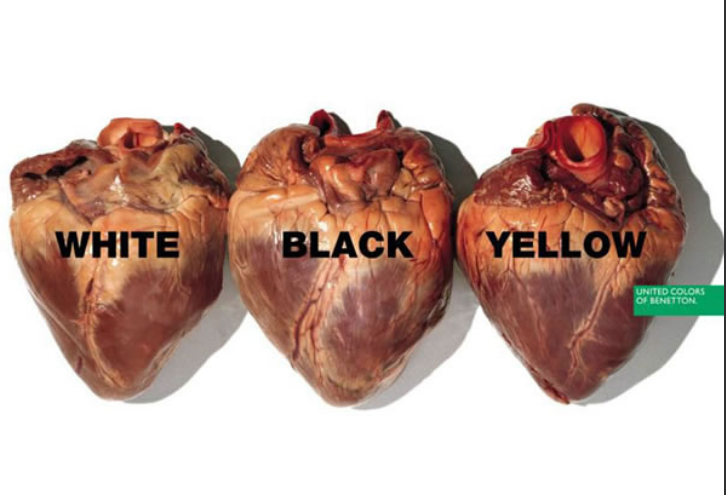 WHITE
BLACK
YELLOW
UNITED COLORS
OF BENETTON.